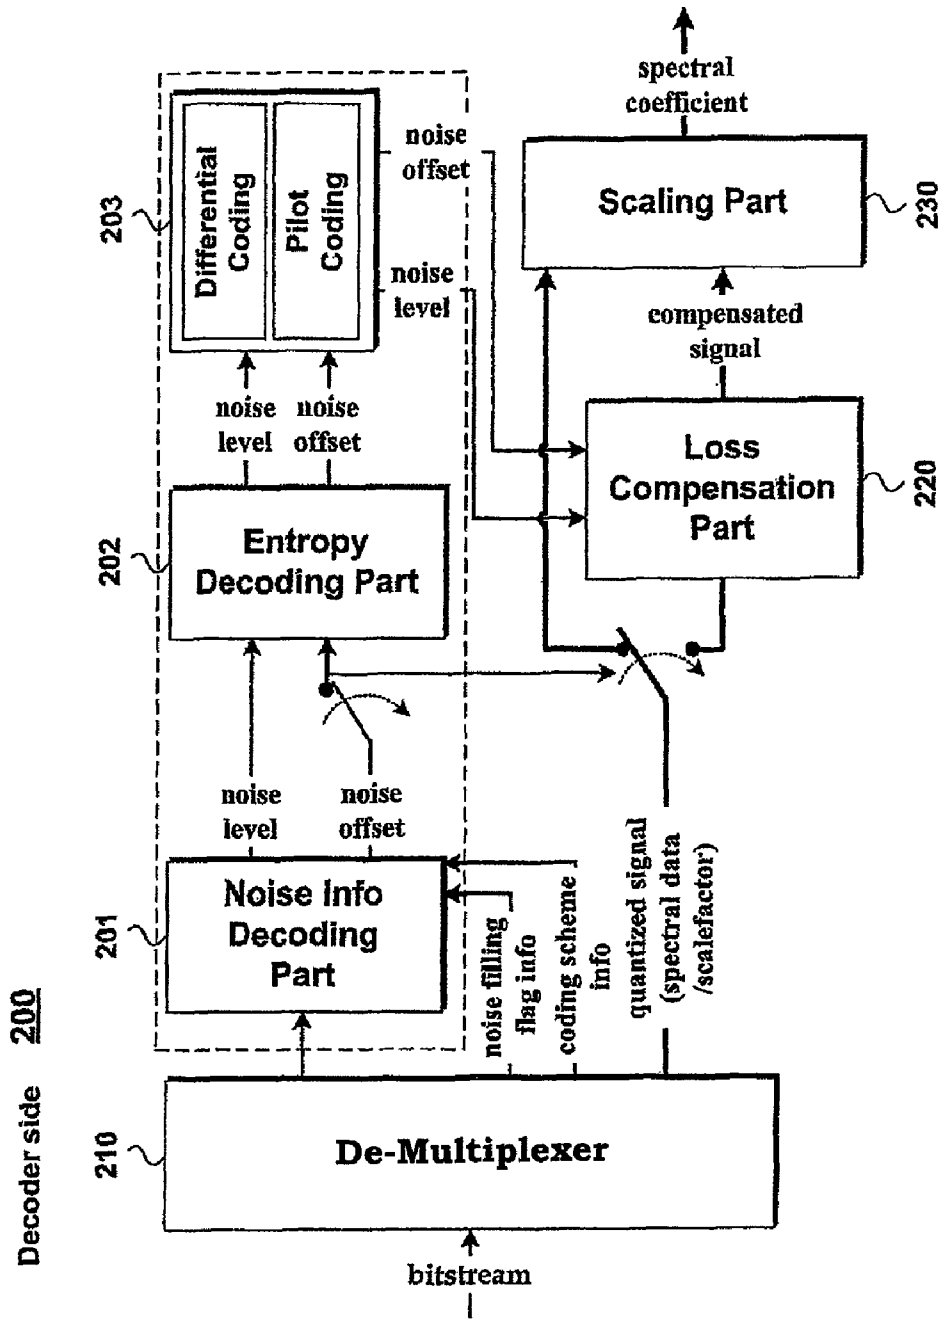 spectral
coefficient
Scaling Part
230
compensated
signal
Loss
Compensation
Part
220
203
Differential
Coding
Pilot
Coding
noise
offset
noise
level
noise
level
noise
offset
202
Entropy
Decoding Part
noise
level
noise
offset
201
Noise Info
Decoding
Part
noise filling
flag info
coding scheme
info
quantized signal
(spectral data
/scalefactor)
Decoder side 200
210
De-Multiplexer
bitstream